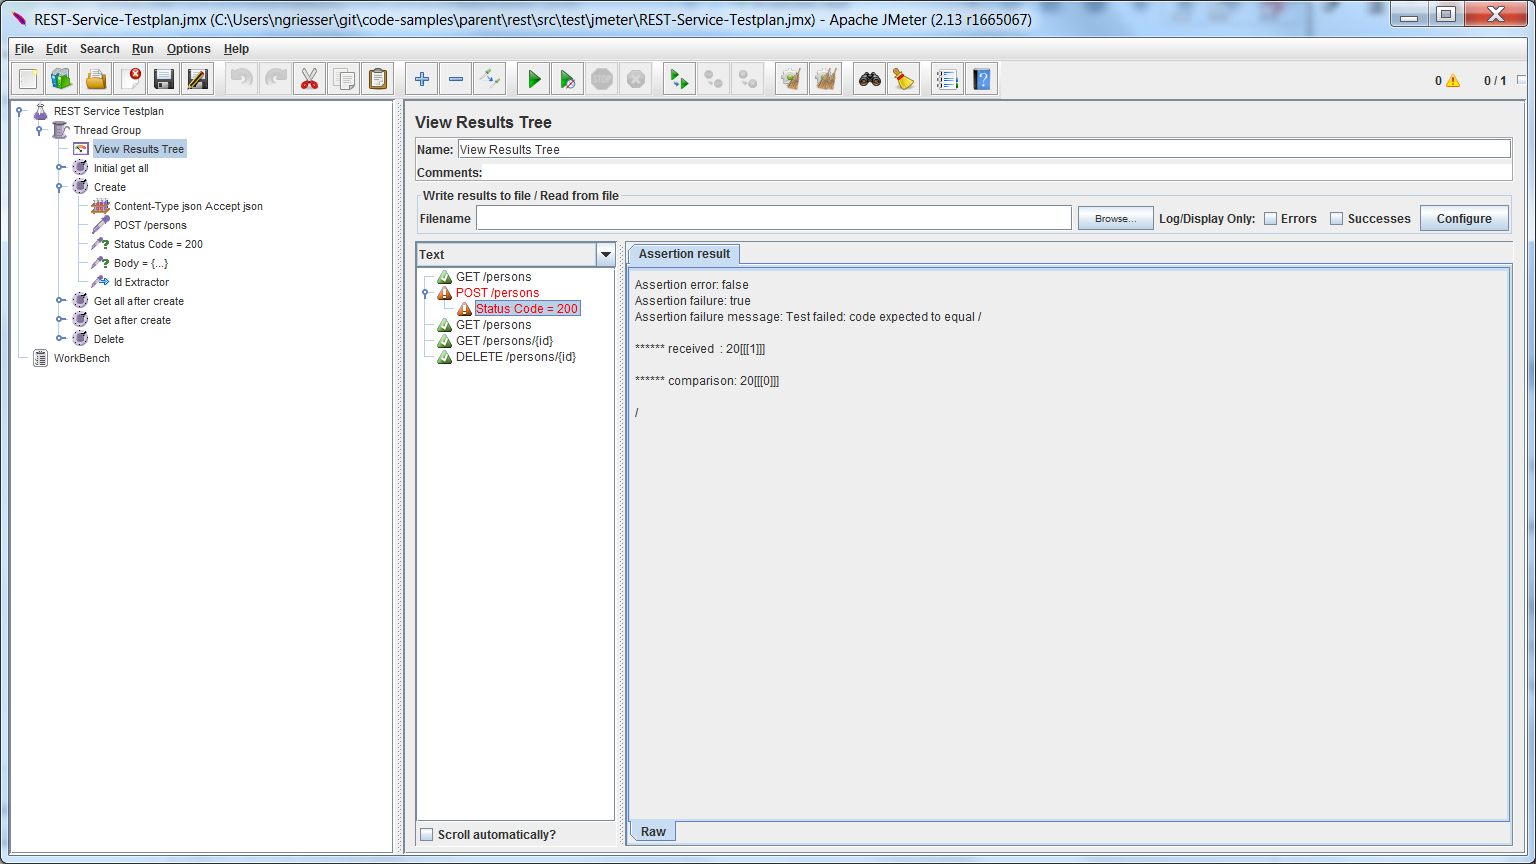 REST-Service-Testplan.jmx (C:\Users\ngriesser\git\code-samples\parent\rest\src\test\jmeter\REST-Service-Testplan.jmx) - Apache JMeter (2.13 r1665067)
File Edit Search Run Options Help
STOP
?
0
0 / 1
REST Service Testplan
Thread Group
View Results Tree
Initial get all
Create
Content-Type json Accept json
POST /persons
Status Code = 200
Body = {...}
Id Extractor
Get all after create
Get after create
Delete
WorkBench
View Results Tree
Name: View Results Tree
Comments:
Write results to file / Read from file
Filename Browse... Log/Display Only: Errors Successes Configure
Text
GET /persons
POST /persons
Status Code = 200
GET /persons
GET /persons/{id}
DELETE /persons/{id}
Scroll automatically?
Assertion result
Assertion error: false
Assertion failure: true
Assertion failure message: Test failed: code expected to equal /
****** received  : 20[[[1]]]
****** comparison: 20[[[0]]]
/
Raw